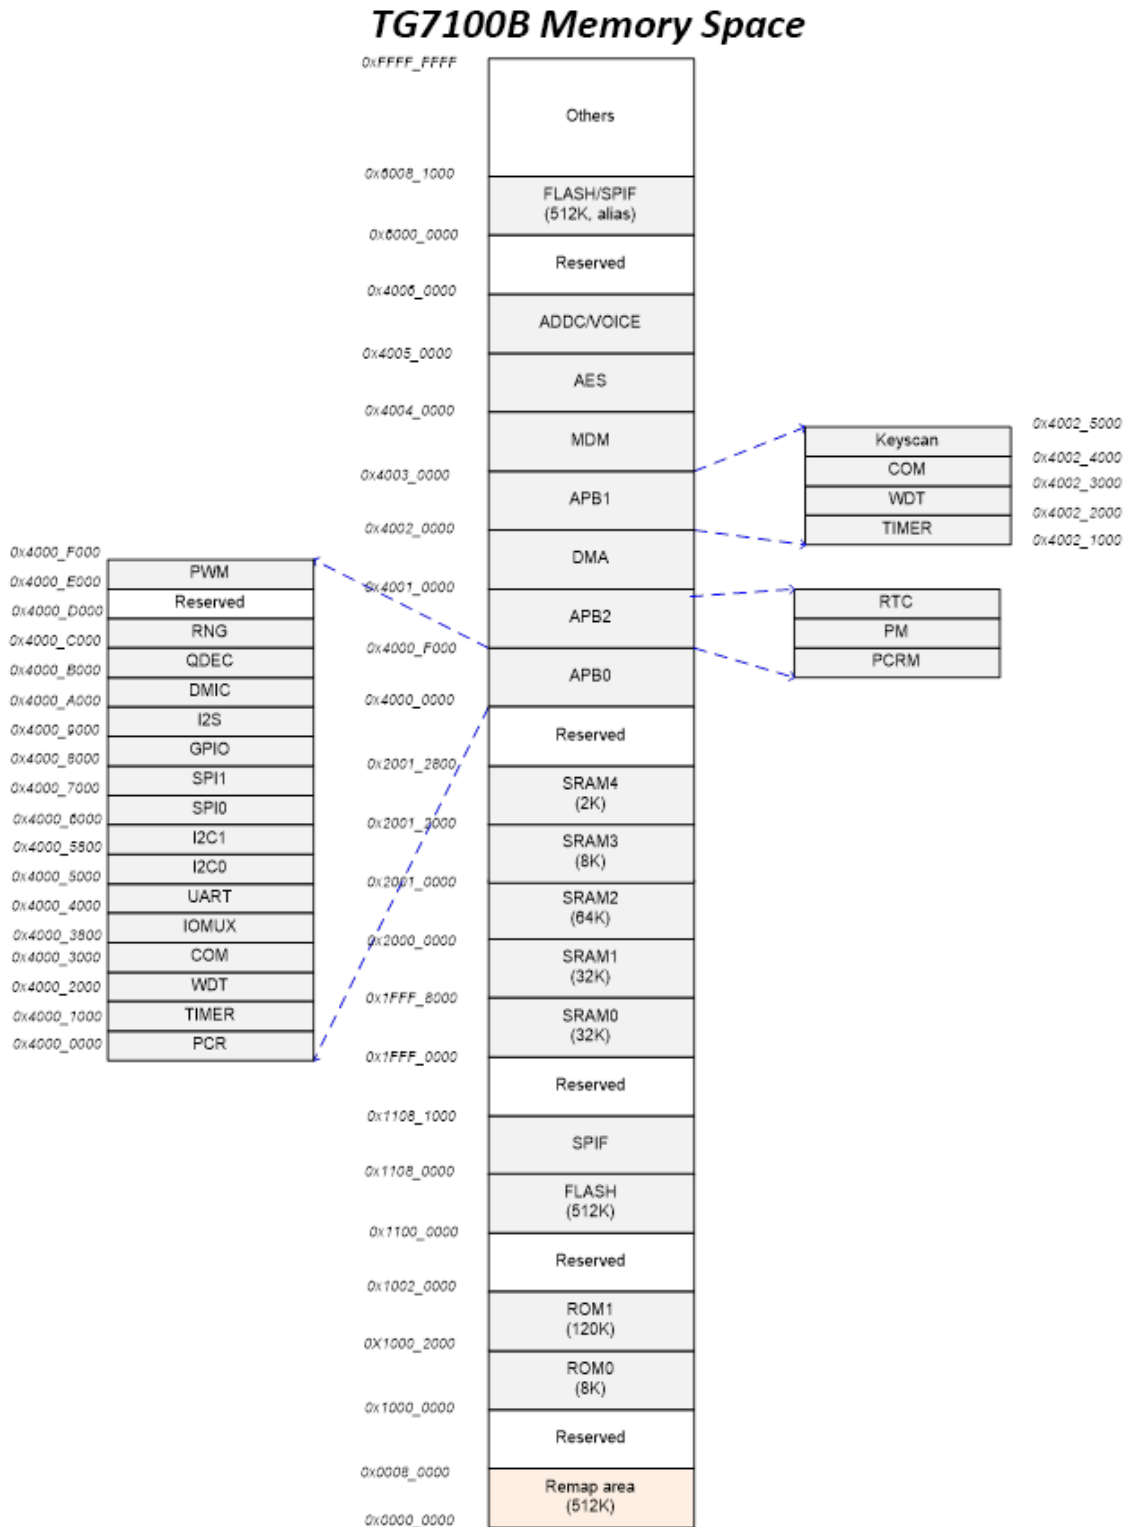 TG7100B Memory Space
0xFFFF_FFFF
Others
0x6008_1000
FLASH/SPIF
(512K, alias)
0x6000_0000
Reserved
0x4006_0000
ADDC/VOICE
0x4005_0000
AES
0x4004_0000
MDM
0x4003_0000
APB1
0x4002_0000
DMA
0x4001_0000
APB2
0x4000_F000
APB0
0x4000_0000
Reserved
0x2001_2800
SRAM4
(2K)
0x2001_2000
SRAM3
(8K)
0x2001_0000
SRAM2
(64K)
0x2000_0000
SRAM1
(32K)
0x1FFF_8000
SRAM0
(32K)
0x1FFF_0000
Reserved
0x1108_1000
SPIF
0x1108_0000
FLASH
(512K)
0x1100_0000
Reserved
0x1002_0000
ROM1
(120K)
0X1000_2000
ROM0
(8K)
0x1000_0000
Reserved
0x0008_0000
Remap area
(512K)
0x0000_0000
0x4002_5000
Keyscan
0x4002_4000
COM
0x4002_3000
WDT
0x4002_2000
TIMER
0x4002_1000
RTC
PM
PCRM
0x4000_F000
PWM
0x4000_E000
Reserved
0x4000_D000
RNG
0x4000_C000
QDEC
0x4000_B000
DMIC
0x4000_A000
I2S
0x4000_9000
GPIO
0x4000_8000
SPI1
0x4000_7000
SPI0
0x4000_6000
I2C1
0x4000_5800
I2C0
0x4000_5000
UART
0x4000_4000
IOMUX
0x4000_3800
COM
0x4000_3000
WDT
0x4000_2000
TIMER
0x4000_1000
PCR
0x4000_0000